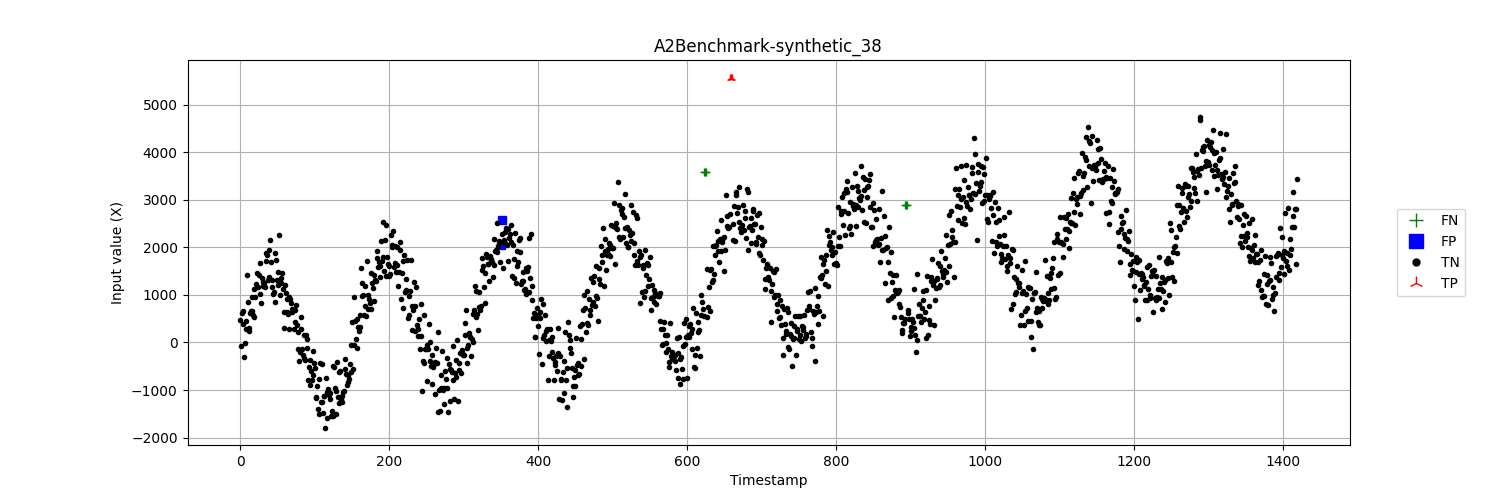 A2Benchmark-synthetic_38
Input value (X)
5000
4000
3000
2000
1000
0
−1000
−2000
0 200 400 600 800 1000 1200 1400
Timestamp
FN
FP
TN
TP